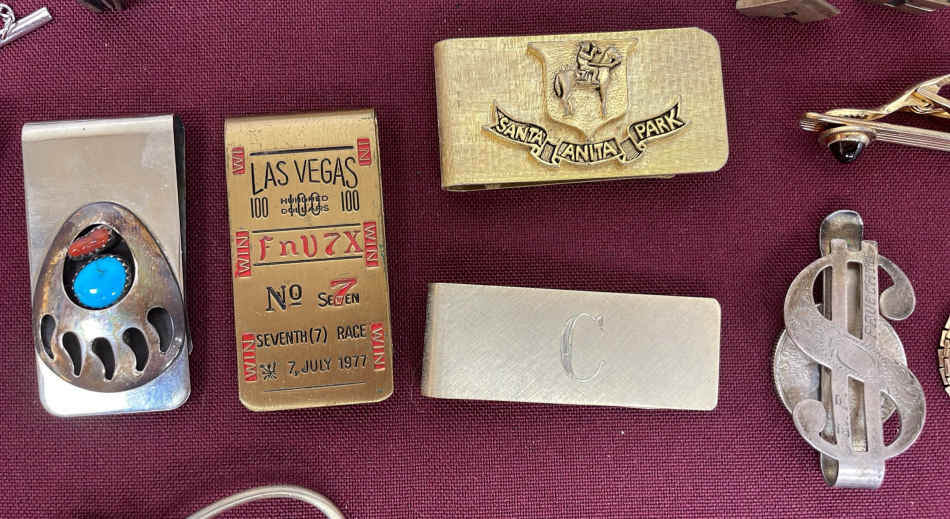 WIN WIN
LAS VEGAS
100 HUNDRED DOLLARS 100 100
WIN FnU7X WIN
No SeVEN 7
WIN SEVENTH (7) RACE WIN
7, JULY 1977
SANTA ANITA PARK
C
$